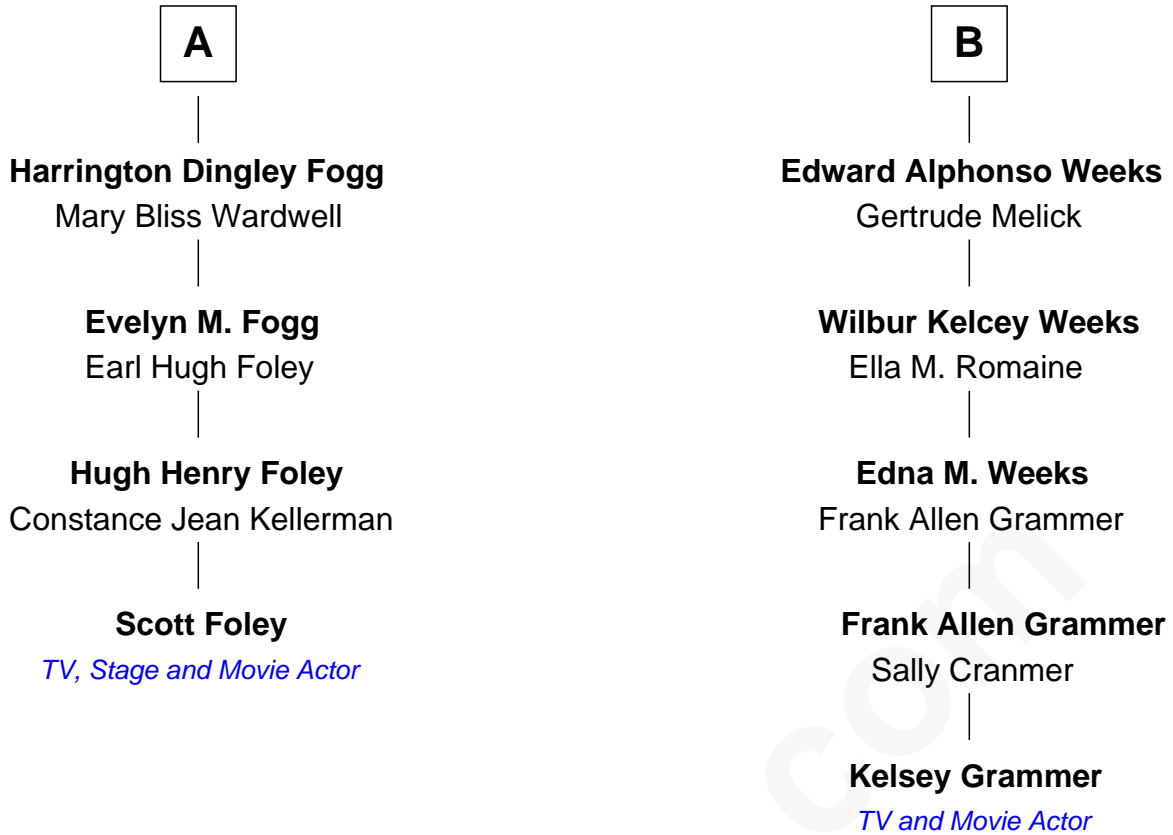 A
Harrington Dingley Fogg
Mary Bliss Wardwell
Evelyn M. Fogg
Earl Hugh Foley
Hugh Henry Foley
Constance Jean Kellerman
Scott Foley
TV, Stage and Movie Actor
B
Edward Alphonso Weeks
Gertrude Melick
Wilbur Kelcey Weeks
Ella M. Romaine
Edna M. Weeks
Frank Allen Grammer
Frank Allen Grammer
Sally Cranmer
Kelsey Grammer
TV and Movie Actor
com